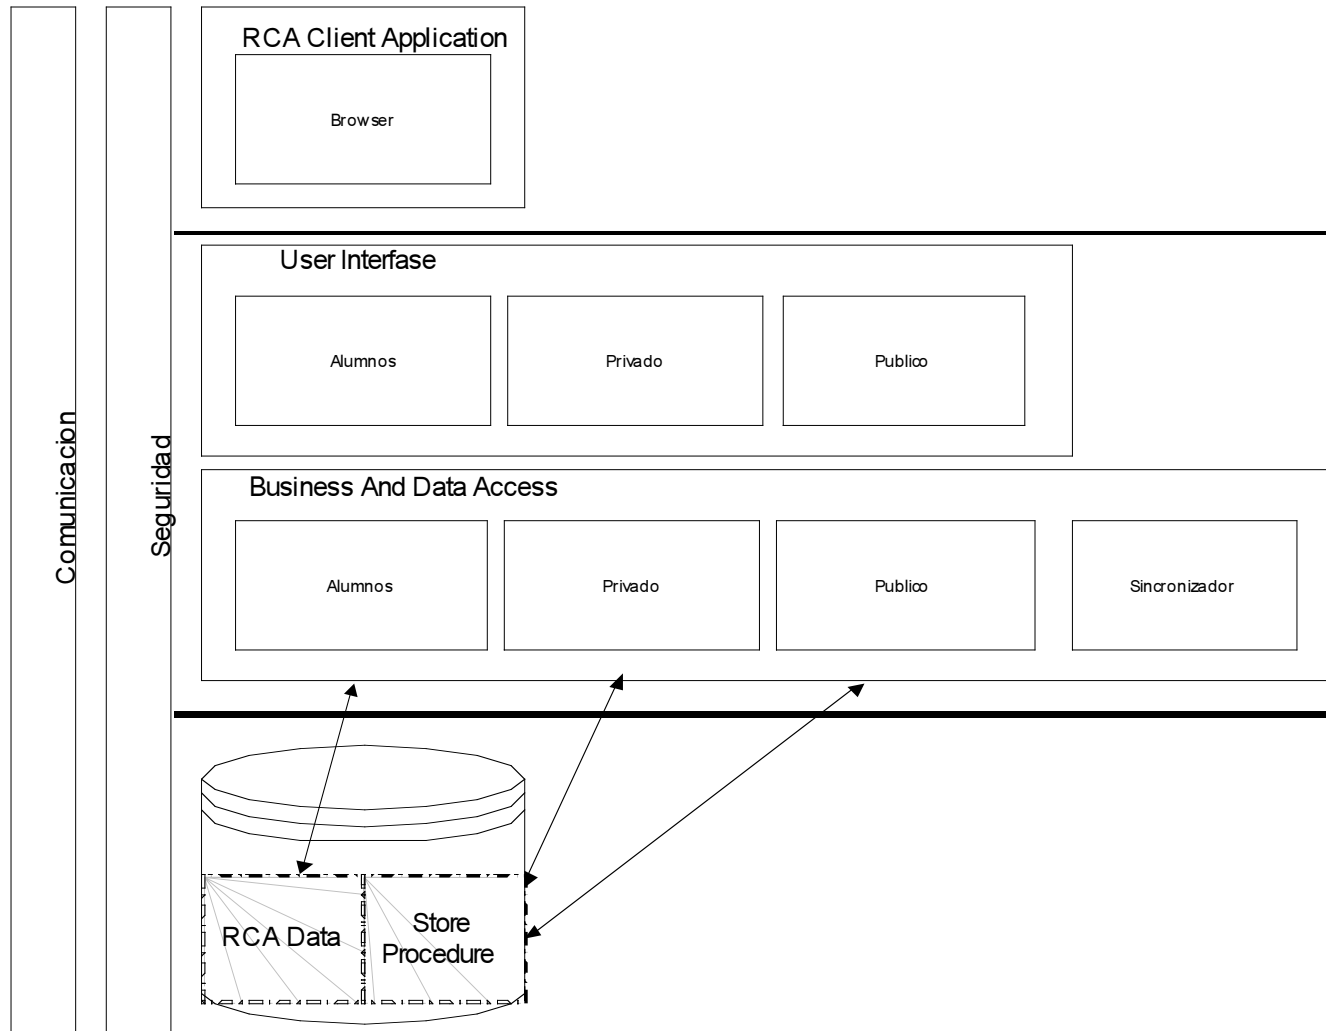 RCA Client Application
Browser
User Interfase
Alumnos
Privado
Publico
Business And Data Access
Alumnos
Privado
Publico
Sincronizador
Comunicacion
Seguridad
RCA Data
Store
Procedure